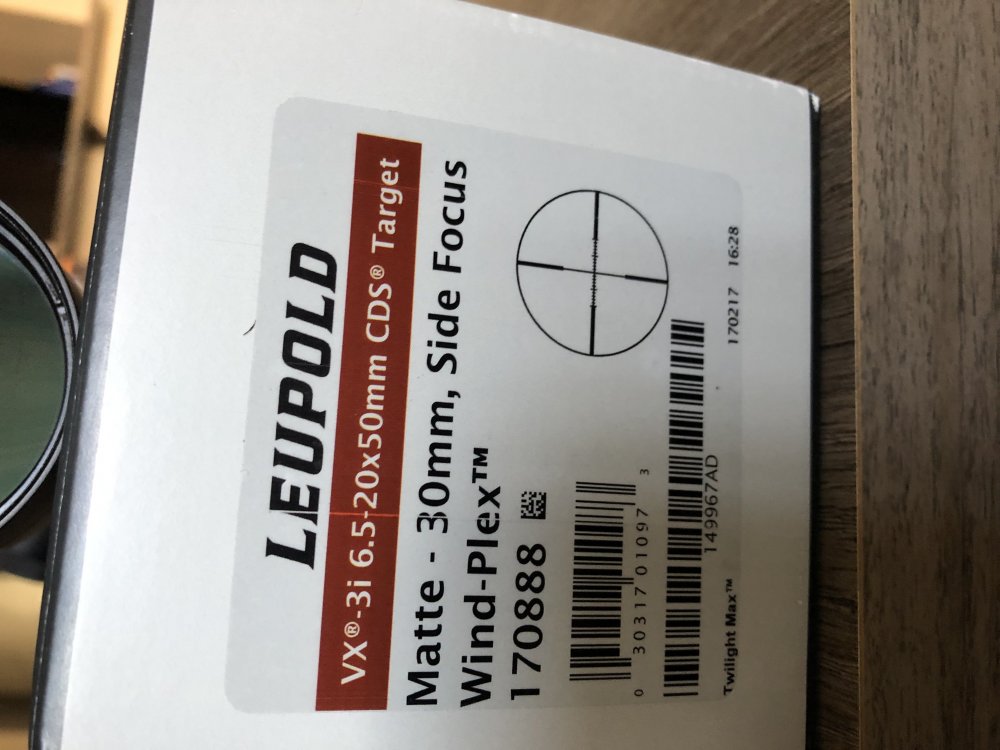 LEUPOLD
VX®-3i 6.5-20x50mm CDS® Target
Matte - 30mm, Side Focus
Wind-Plex™
170888
0 30317 01097 3
149967AD
Twilight Max™
170217 16:28